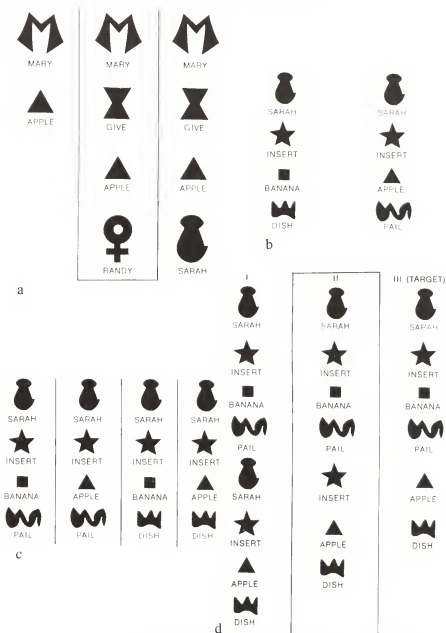 MARY MARY MARY
APPLE GIVE GIVE
APPLE APPLE
RANDY SARAH
a
SARAH SARAH
INSERT INSERT
BANANA APPLE
DISH PAIL
b
SARAH SARAH SARAH SARAH
INSERT INSERT INSERT INSERT
BANANA APPLE BANANA APPLE
PAIL PAIL DISH DISH
c
I II III (TARGET)
SARAH SARAH SARAH
INSERT INSERT INSERT
BANANA BANANA BANANA
PAIL PAIL PAIL
SARAH INSERT APPLE
INSERT APPLE DISH
APPLE DISH
DISH
d